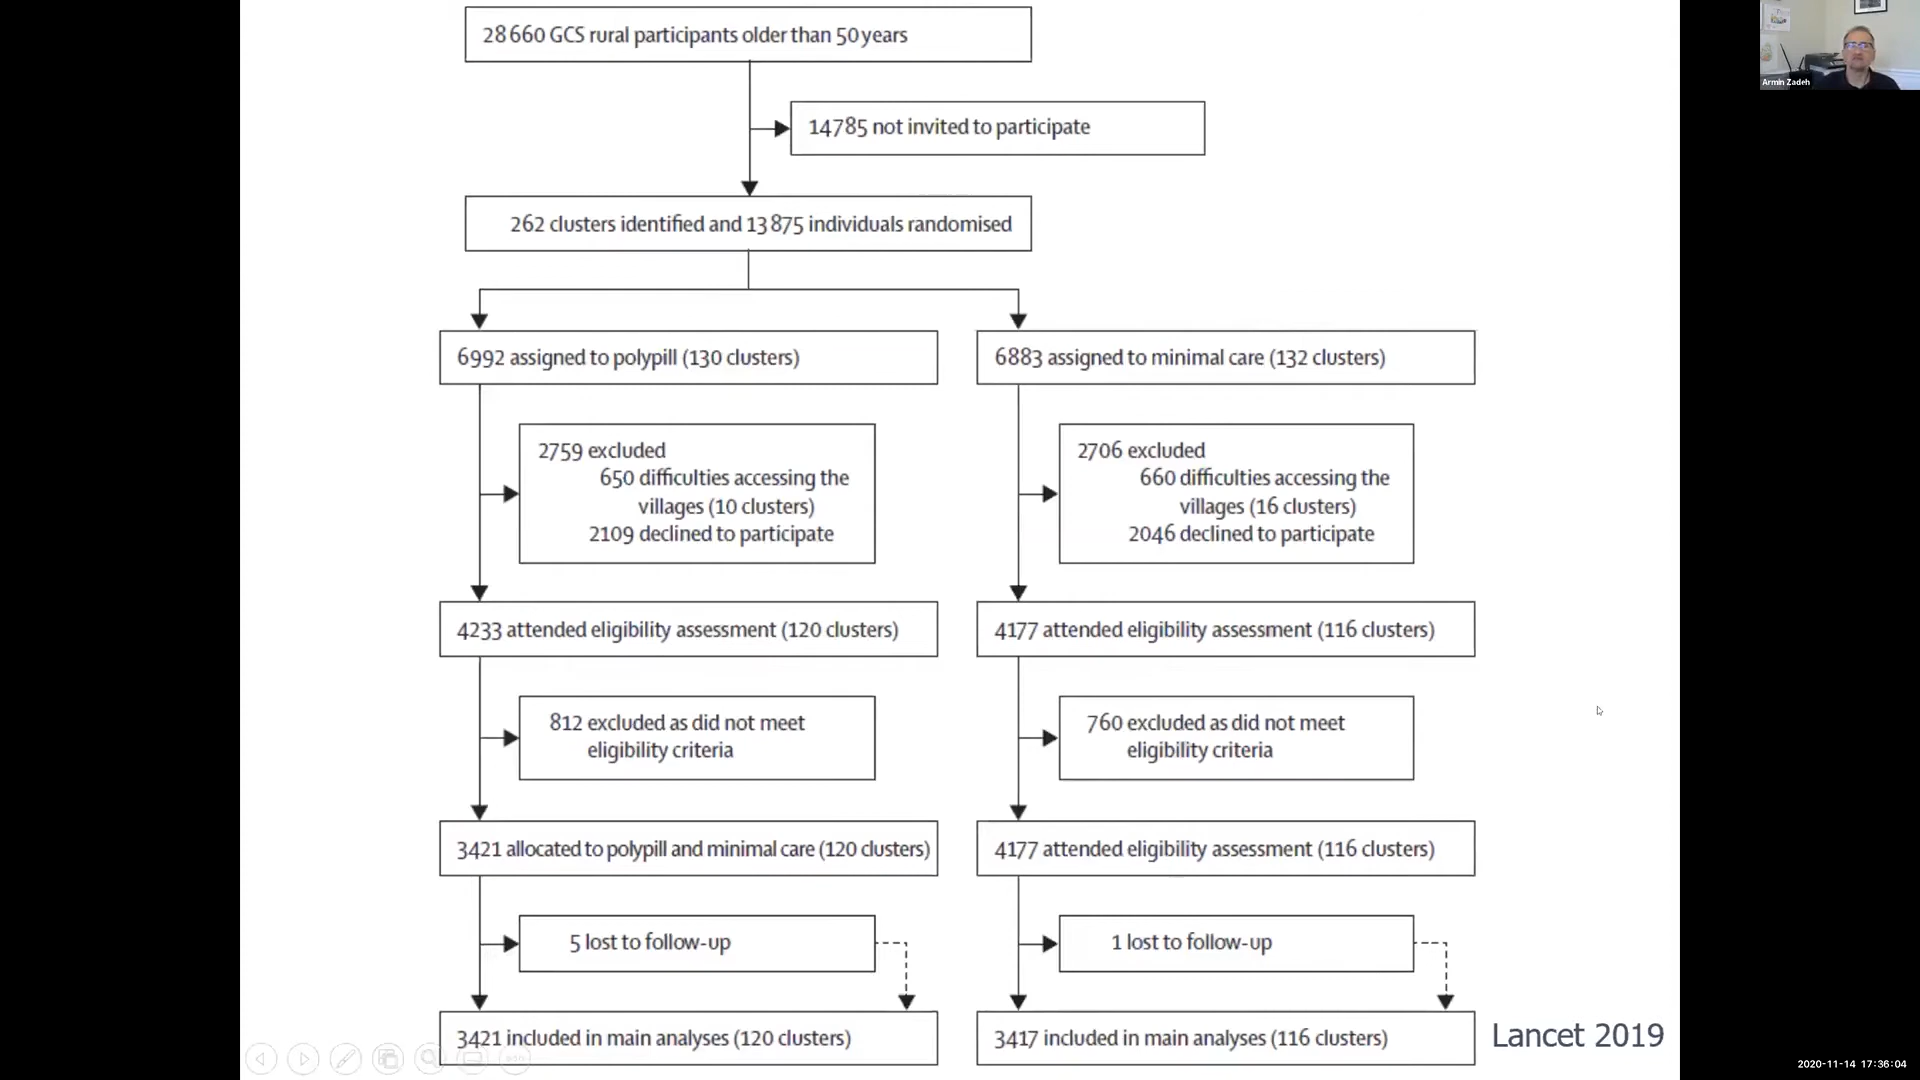 28 660 GCS rural participants older than 50 years
14 785 not invited to participate
262 clusters identified and 13 875 individuals randomised
6992 assigned to polypill (130 clusters)
6883 assigned to minimal care (132 clusters)
2759 excluded
650 difficulties accessing the
villages (10 clusters)
2109 declined to participate
2706 excluded
660 difficulties accessing the
villages (16 clusters)
2046 declined to participate
4233 attended eligibility assessment (120 clusters)
4177 attended eligibility assessment (116 clusters)
812 excluded as did not meet
eligibility criteria
760 excluded as did not meet
eligibility criteria
3421 allocated to polypill and minimal care (120 clusters)
4177 attended eligibility assessment (116 clusters)
5 lost to follow-up
1 lost to follow-up
3421 included in main analyses (120 clusters)
3417 included in main analyses (116 clusters)
Lancet 2019
Armin Zadeh
2020-11-14 17:36:04